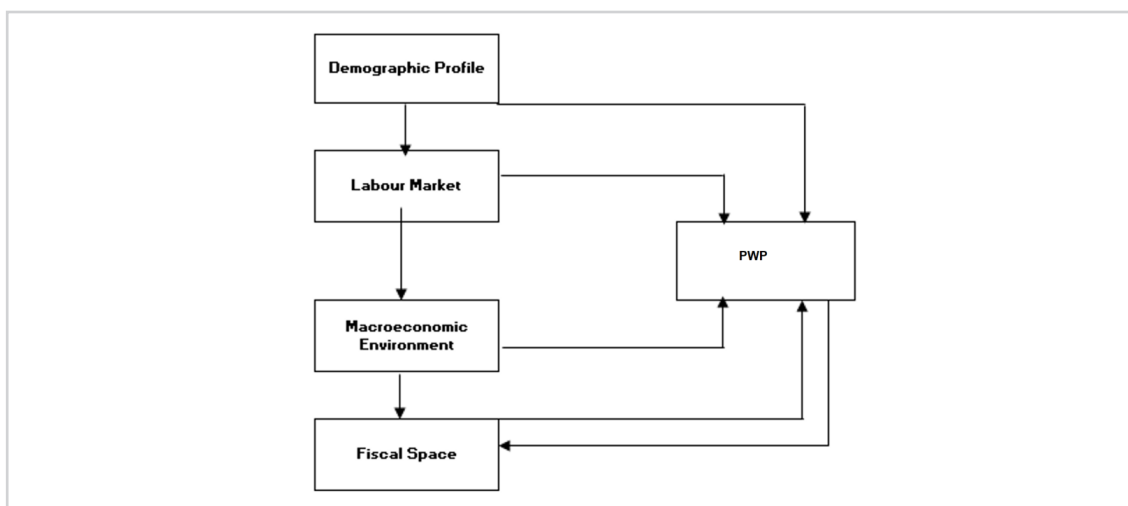 Demographic Profile
Labour Market
PWP
Macroeconomic
Environment
Fiscal Space